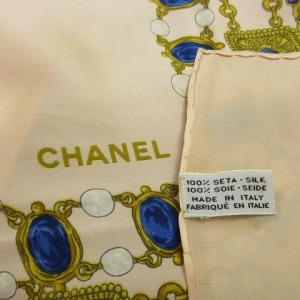 CHANEL
100% SETA - SILK
100% SOIE - SEIDE
MADE IN ITALY
FABRIQUÉ EN ITALIE